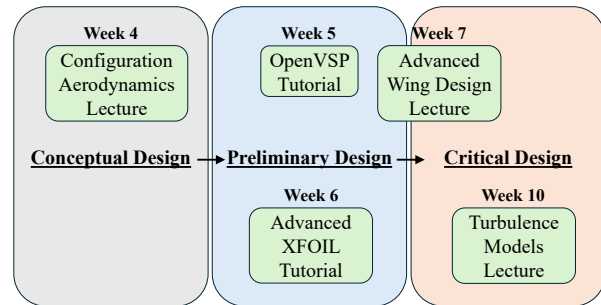 Week 4
Configuration
Aerodynamics
Lecture
Week 5
OpenVSP
Tutorial
Week 7
Advanced
Wing Design
Lecture
Conceptual Design
Preliminary Design
Critical Design
Week 6
Advanced
XFOIL
Tutorial
Week 10
Turbulence
Models
Lecture